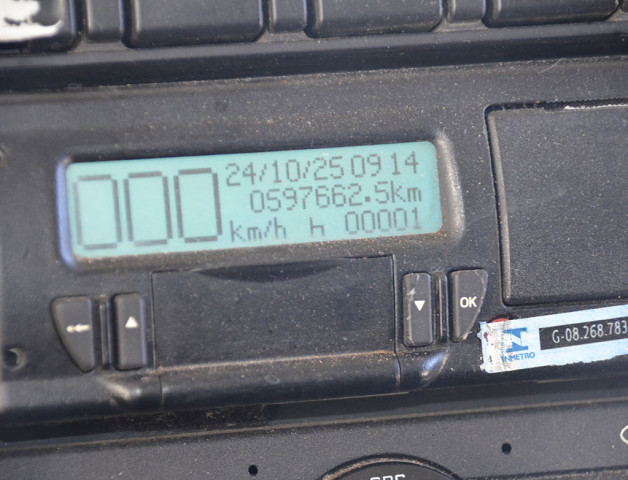 000
24/10/25 09 14
0597662.5km
km/h h 00001
OK
INMETRO
G-08.268.783